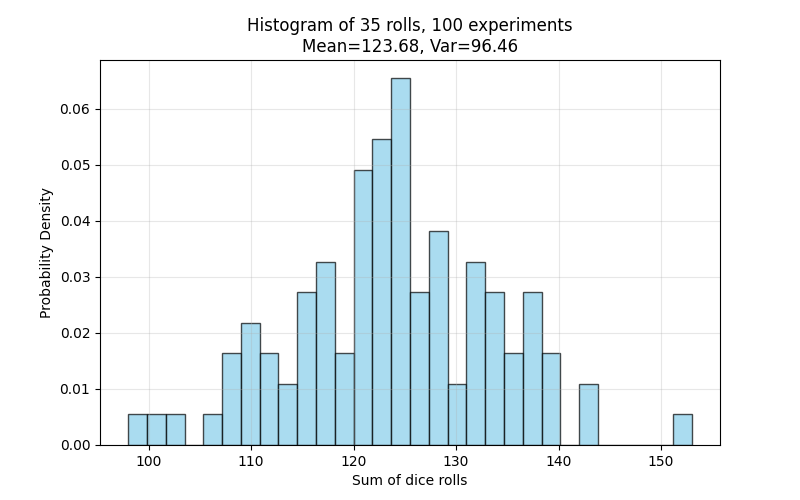 Histogram of 35 rolls, 100 experiments
Mean=123.68, Var=96.46
Probability Density
0.06
0.05
0.04
0.03
0.02
0.01
0.00
100 110 120 130 140 150
Sum of dice rolls